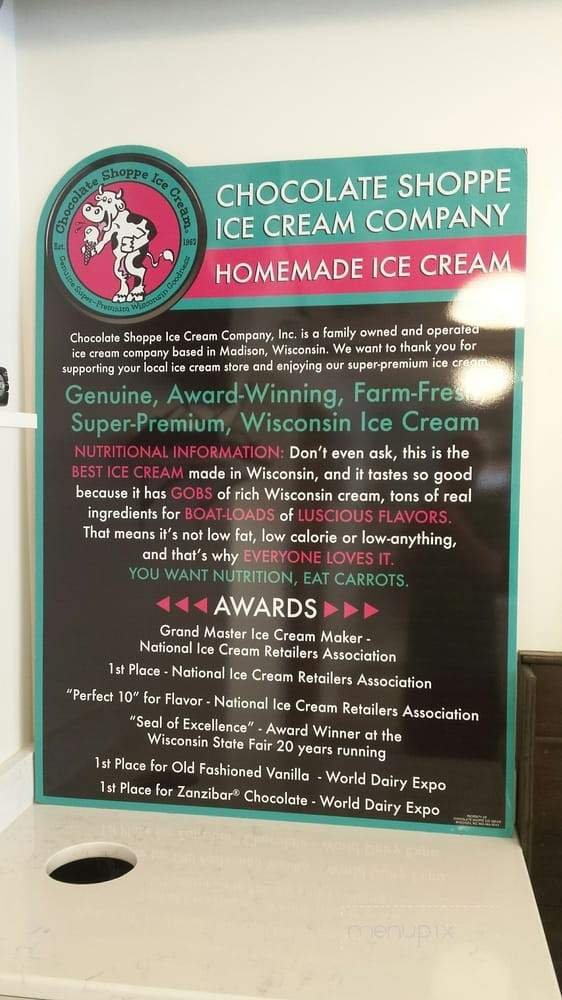 Chocolate Shoppe Ice Cream
Est. 1962
Genuine Super-Premium Wisconsin Goodness
CHOCOLATE SHOPPE
ICE CREAM COMPANY
HOMEMADE ICE CREAM
Chocolate Shoppe Ice Cream Company, Inc. is a family owned and operated
ice cream company based in Madison, Wisconsin. We want to thank you for
supporting your local ice cream store and enjoying our super-premium ice cream.
Genuine, Award-Winning, Farm-Fresh,
Super-Premium, Wisconsin Ice Cream
NUTRITIONAL INFORMATION: Don't even ask, this is the
BEST ICE CREAM made in Wisconsin, and it tastes so good
because it has GOBS of rich Wisconsin cream, tons of real
ingredients for BOAT-LOADS of LUSCIOUS FLAVORS.
That means it's not low fat, low calorie or low-anything,
and that's why EVERYONE LOVES IT.
YOU WANT NUTRITION, EAT CARROTS.
AWARDS
Grand Master Ice Cream Maker -
National Ice Cream Retailers Association
1st Place - National Ice Cream Retailers Association
"Perfect 10" for Flavor - National Ice Cream Retailers Association
"Seal of Excellence" - Award Winner at the
Wisconsin State Fair 20 years running
1st Place for Old Fashioned Vanilla - World Dairy Expo
1st Place for Zanzibar® Chocolate - World Dairy Expo
menupix